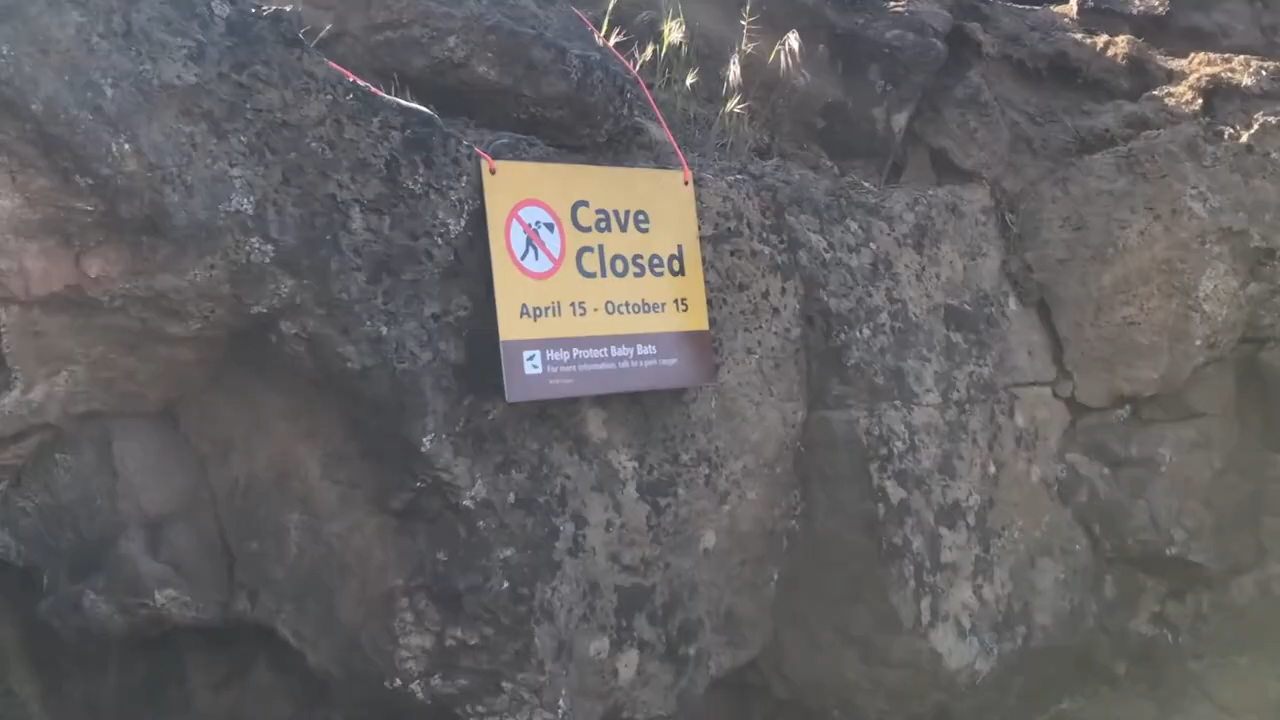 Cave
Closed
April 15 - October 15
Help Protect Baby Bats
For more information, talk to a park ranger